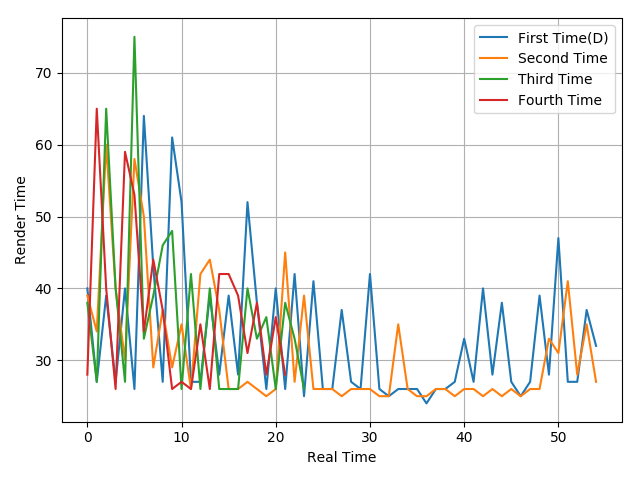 First Time(D)
Second Time
Third Time
Fourth Time
Render Time
70
60
50
40
30
0 10 20 30 40 50
Real Time